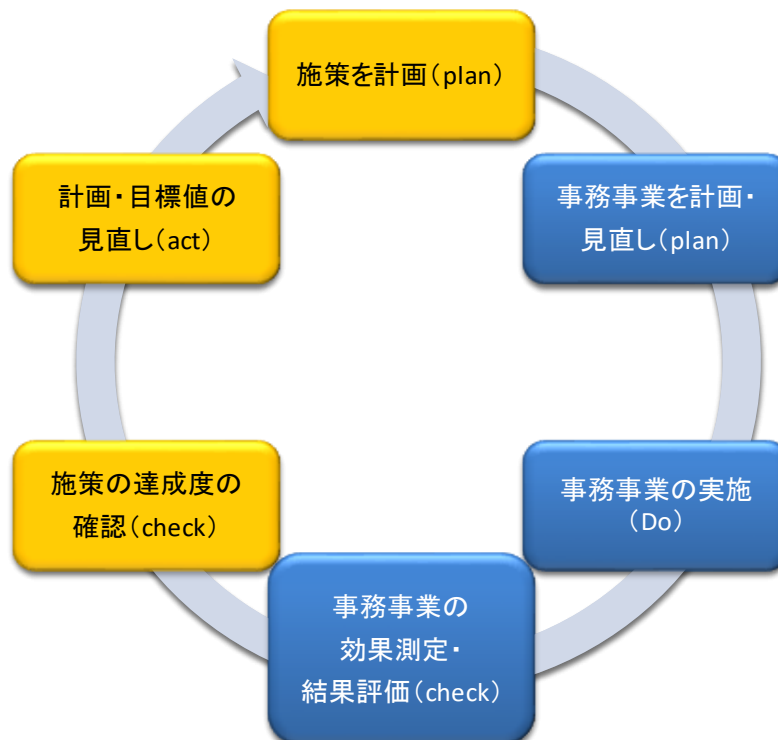 施策を計画（plan）
事務事業を計画・
見直し（plan）
事務事業の実施
（Do）
事務事業の
効果測定・
結果評価（check）
施策の達成度の
確認（check）
計画・目標値の
見直し（act）